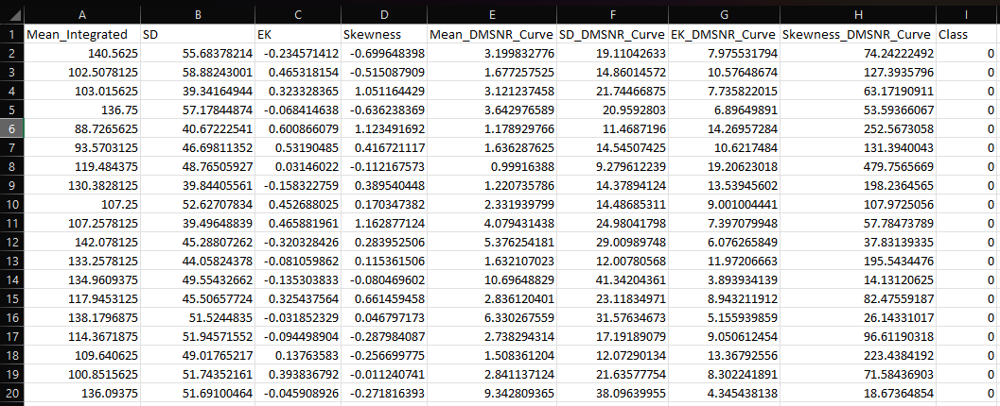 A B C D E F G H I
1 Mean_Integrated SD EK Skewness Mean_DMSNR_Curve SD_DMSNR_Curve EK_DMSNR_Curve Skewness_DMSNR_Curve Class
2 140.5625 55.68378214 -0.234571412 -0.699648398 3.199832776 19.11042633 7.975531794 74.24222492 0
3 102.5078125 58.88243001 0.465318154 -0.515087909 1.677257525 14.86014572 10.57648674 127.3935796 0
4 103.015625 39.34164944 0.323328365 1.051164429 3.121237458 21.74466875 7.735822015 63.17190911 0
5 136.75 57.17844874 -0.068414638 -0.636238369 3.642976589 20.9592803 6.89649891 53.59366067 0
6 88.7265625 40.67222541 0.600866079 1.123491692 1.178929766 11.4687196 14.26957284 252.5673058 0
7 93.5703125 46.69811352 0.53190485 0.416721117 1.636287625 14.54507425 10.6217484 131.3940043 0
8 119.484375 48.76505927 0.03146022 -0.112167573 0.99916388 9.279612239 19.20623018 479.7565669 0
9 130.3828125 39.84405561 -0.158322759 0.389540448 1.220735786 14.37894124 13.53945602 198.2364565 0
10 107.25 52.62707834 0.452688025 0.170347382 2.331939799 14.48685311 9.001004441 107.9725056 0
11 107.2578125 39.49648839 0.465881961 1.162877124 4.079431438 24.98041798 7.397079948 57.78473789 0
12 142.078125 45.28807262 -0.320328426 0.283952506 5.376254181 29.00989748 6.076265849 37.83139335 0
13 133.2578125 44.05824378 -0.081059862 0.115361506 1.632107023 12.00780568 11.97206663 195.5434476 0
14 134.9609375 49.55432662 -0.135303833 -0.080469602 10.69648829 41.34204361 3.893934139 14.13120625 0
15 117.9453125 45.50657724 0.325437564 0.661459458 2.836120401 23.11834971 8.943211912 82.47559187 0
16 138.1796875 51.5244835 -0.031852329 0.046797173 6.330267559 31.57634673 5.155939859 26.14331017 0
17 114.3671875 51.94571552 -0.094498904 -0.287984087 2.738294314 17.19189079 9.050612454 96.61190318 0
18 109.640625 49.01765217 0.13763583 -0.256699775 1.508361204 12.07290134 13.36792556 223.4384192 0
19 100.8515625 51.74352161 0.393836792 -0.011240741 2.841137124 21.63577754 8.302241891 71.58436903 0
20 136.09375 51.69100464 -0.045908926 -0.271816393 9.342809365 38.09639955 4.345438138 18.67364854 0